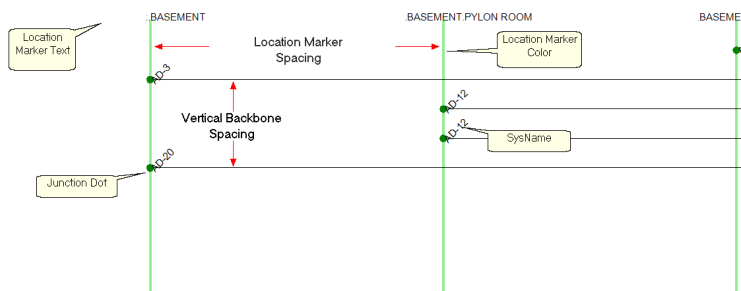 ..BASEMENT
.BASEMENT.PYLON ROOM
.BASEME
Location
Marker Text
Location Marker
Spacing
Location Marker
Color
AD-3
Vertical Backbone
Spacing
AD-12
AD-12
SysName
AD-20
Junction Dot